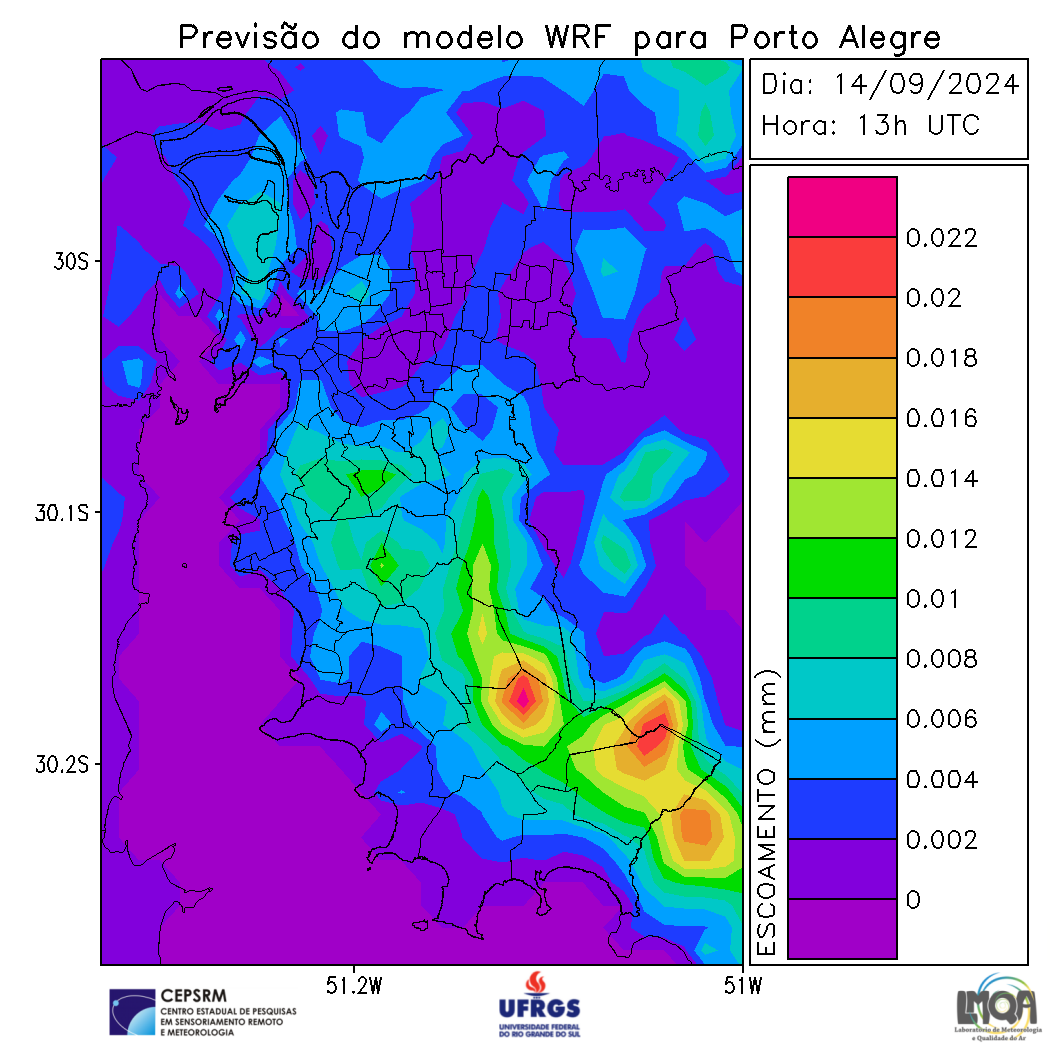 Previsão do modelo WRF para Porto Alegre
Dia: 14/09/2024
Hora: 13h UTC
30S
30.1S
30.2S
51.2W
51W
ESCOAMENTO (mm)
0.022
0.02
0.018
0.016
0.014
0.012
0.01
0.008
0.006
0.004
0.002
0
CEPSRM
CENTRO ESTADUAL DE PESQUISAS
EM SENSORIAMENTO REMOTO
E METEOROLOGIA
UFRGS
UNIVERSIDADE FEDERAL
DO RIO GRANDE DO SUL
LMQA
Laboratório de Meteorologia
e Qualidade do Ar